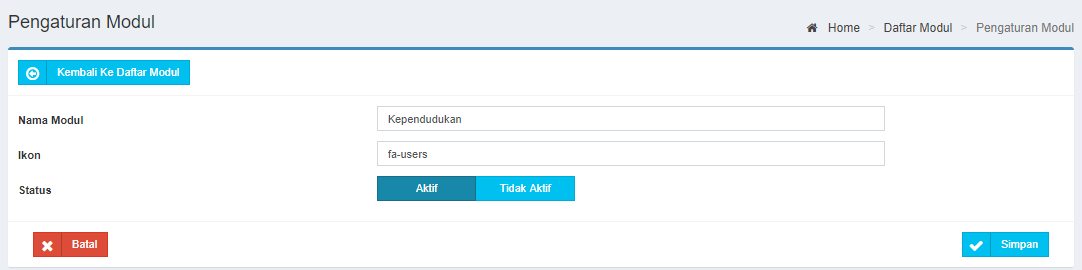 Pengaturan Modul
Home > Daftar Modul > Pengaturan Modul
Kembali Ke Daftar Modul
Nama Modul Kependudukan
Ikon fa-users
Status Aktif Tidak Aktif
Batal Simpan